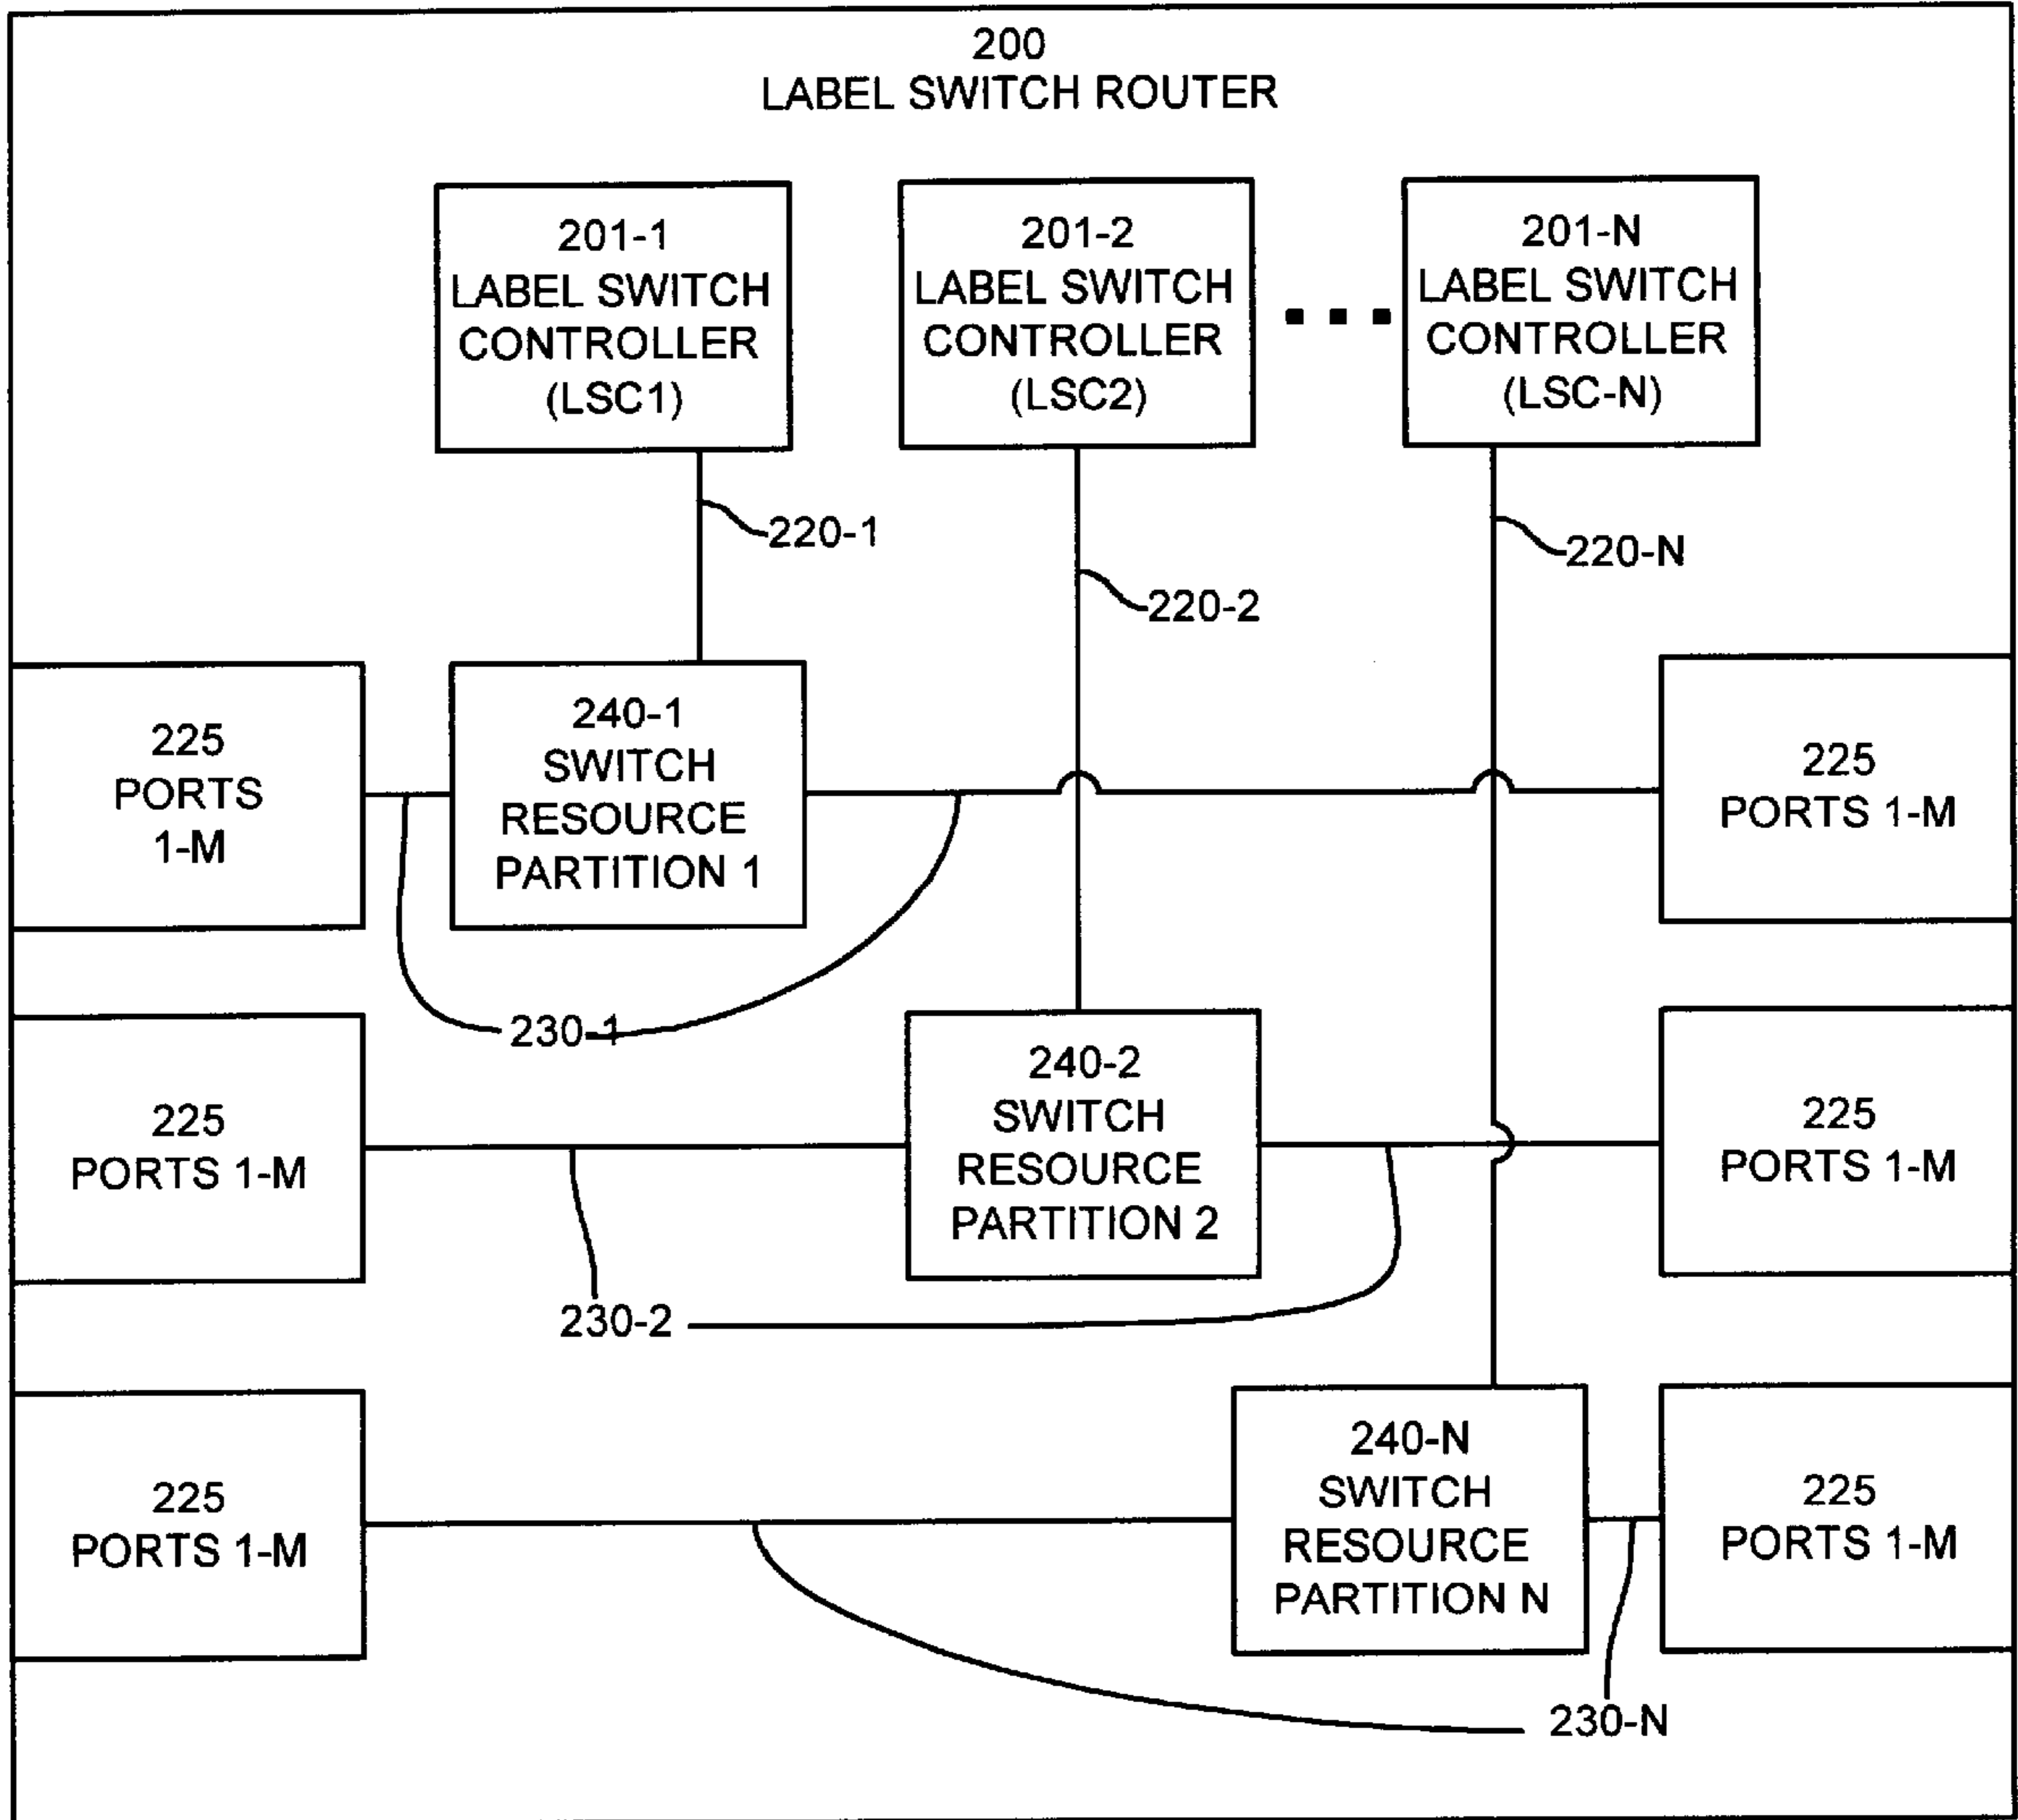 200
LABEL SWITCH ROUTER
201-1
LABEL SWITCH
CONTROLLER
(LSC1)
201-2
LABEL SWITCH
CONTROLLER
(LSC2)
201-N
LABEL SWITCH
CONTROLLER
(LSC-N)
220-1
220-2
220-N
225
PORTS
1-M
240-1
SWITCH
RESOURCE
PARTITION 1
225
PORTS 1-M
230-1
225
PORTS 1-M
240-2
SWITCH
RESOURCE
PARTITION 2
225
PORTS 1-M
230-2
225
PORTS 1-M
240-N
SWITCH
RESOURCE
PARTITION N
225
PORTS 1-M
230-N